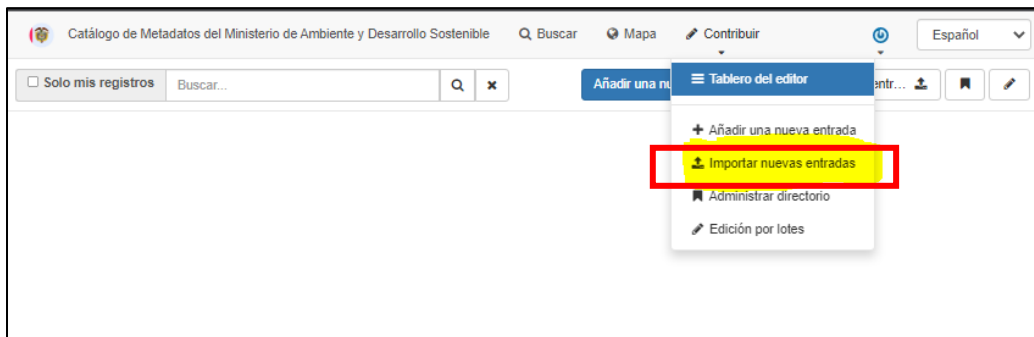 Catálogo de Metadatos del Ministerio de Ambiente y Desarrollo Sostenible Buscar Mapa Contribuir Español
Solo mis registros Buscar... Añadir una nu entr...
Tablero del editor
Añadir una nueva entrada
Importar nuevas entradas
Administrar directorio
Edición por lotes